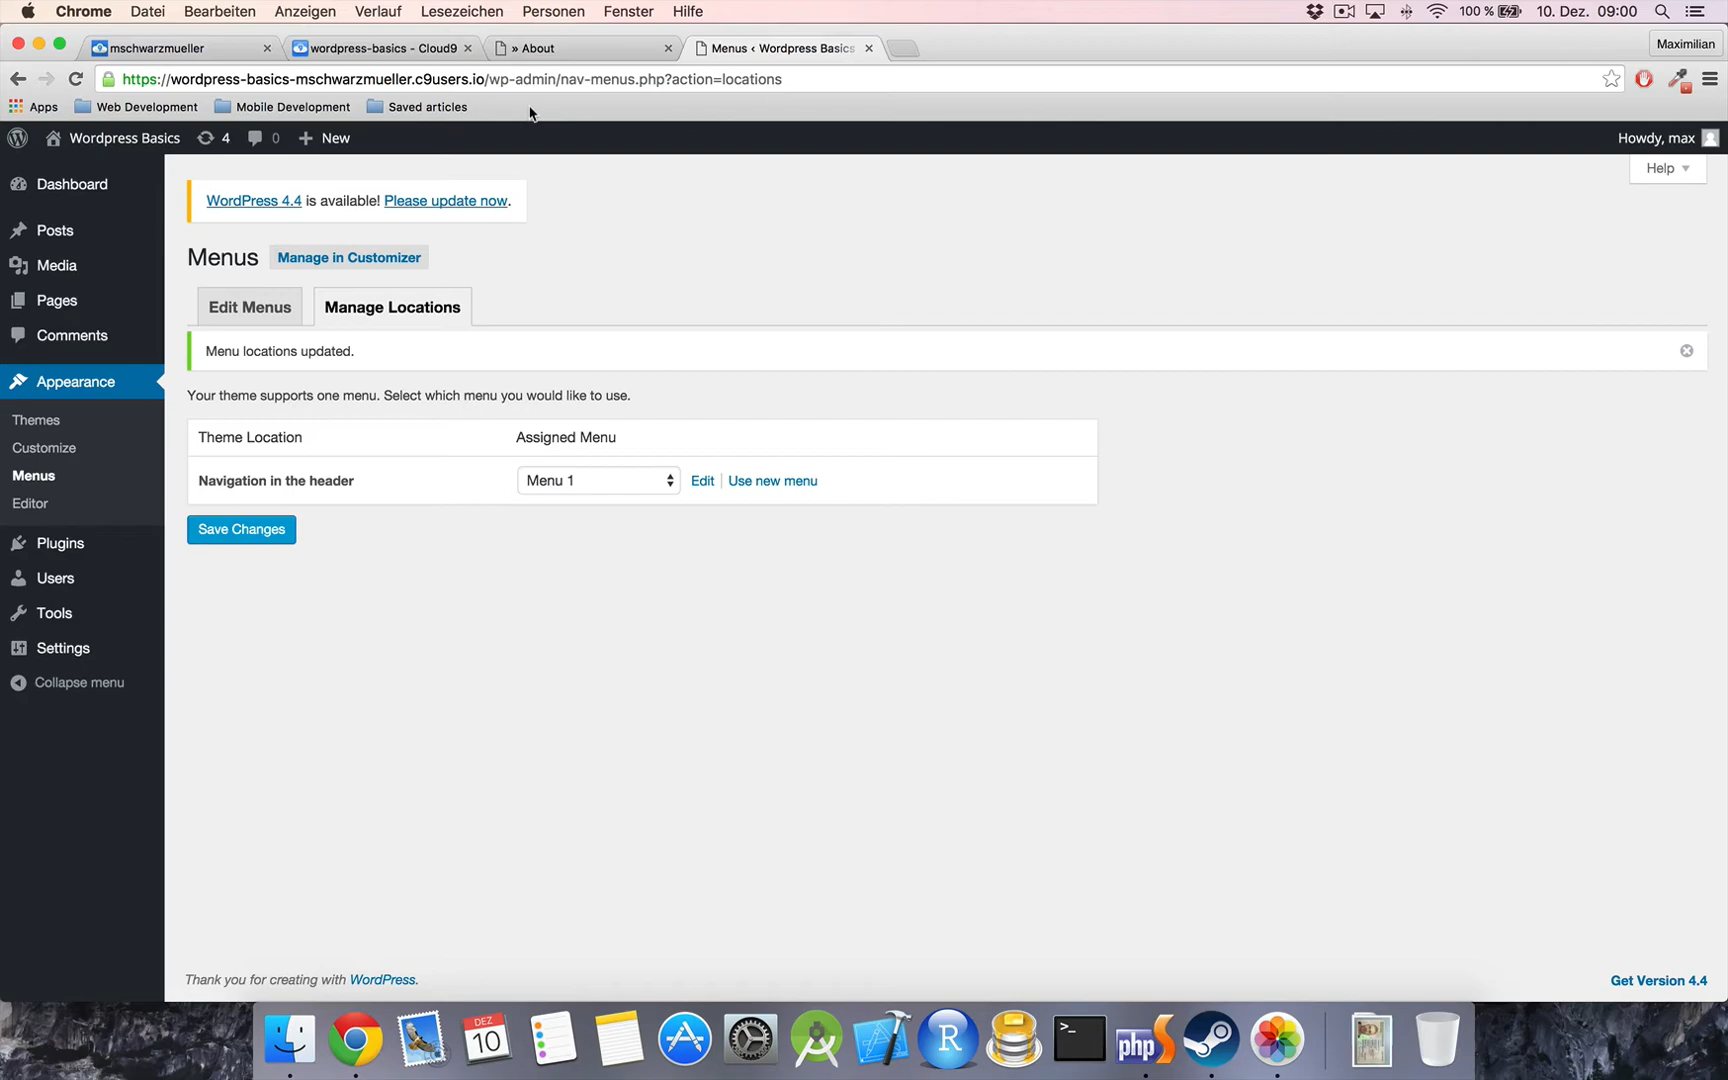 Chrome Datei Bearbeiten Anzeigen Verlauf Lesezeichen Personen Fenster Hilfe 100 % 10. Dez. 09:00
mschwarzmueller wordpress-basics - Cloud9 » About Menus ‹ Wordpress Basics Maximilian
https://wordpress-basics-mschwarzmueller.c9users.io/wp-admin/nav-menus.php?action=locations
Apps Web Development Mobile Development Saved articles
Wordpress Basics 4 0 New Howdy, max
Help
Dashboard
Posts
Media
Pages
Comments
Appearance
Themes
Customize
Menus
Editor
Plugins
Users
Tools
Settings
Collapse menu
WordPress 4.4 is available! Please update now.
Menus Manage in Customizer
Edit Menus Manage Locations
Menu locations updated.
Your theme supports one menu. Select which menu you would like to use.
Theme Location Assigned Menu
Navigation in the header Menu 1 Edit Use new menu
Save Changes
Thank you for creating with WordPress. Get Version 4.4
DEZ
10
R
>_
php